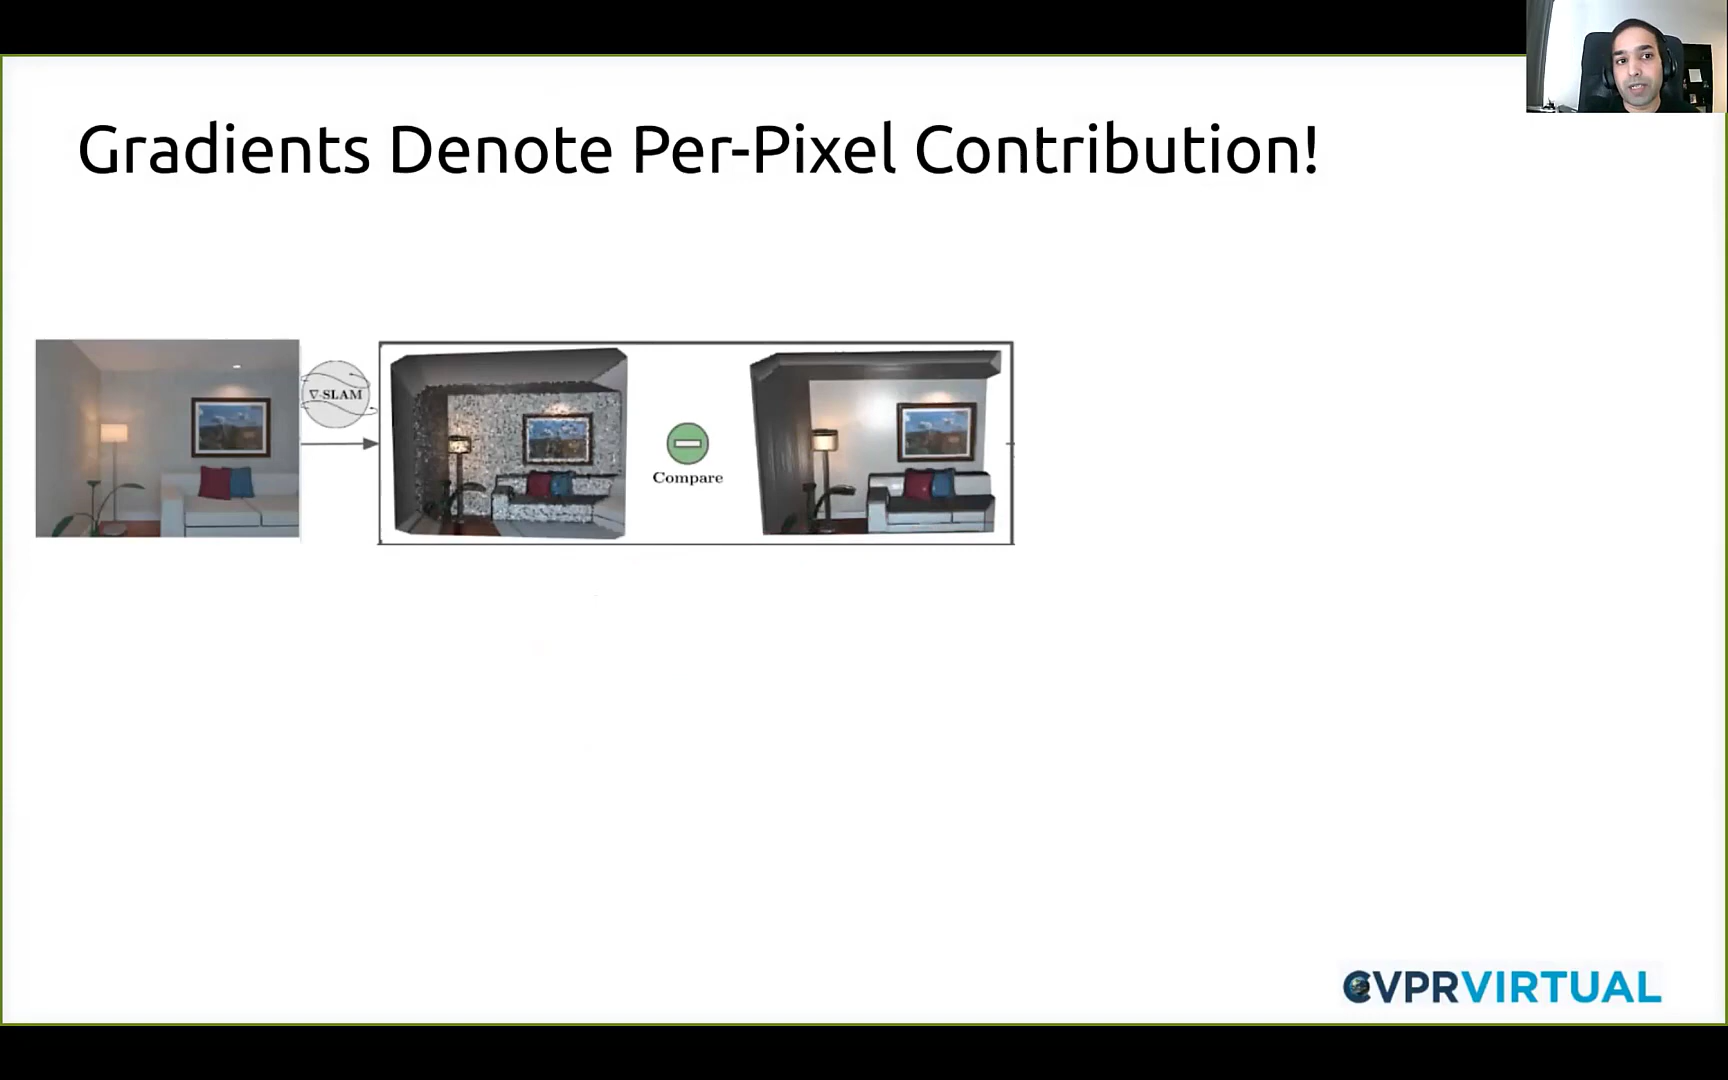 Gradients Denote Per-Pixel Contribution!
∇SLAM
Compare
CVPRVIRTUAL